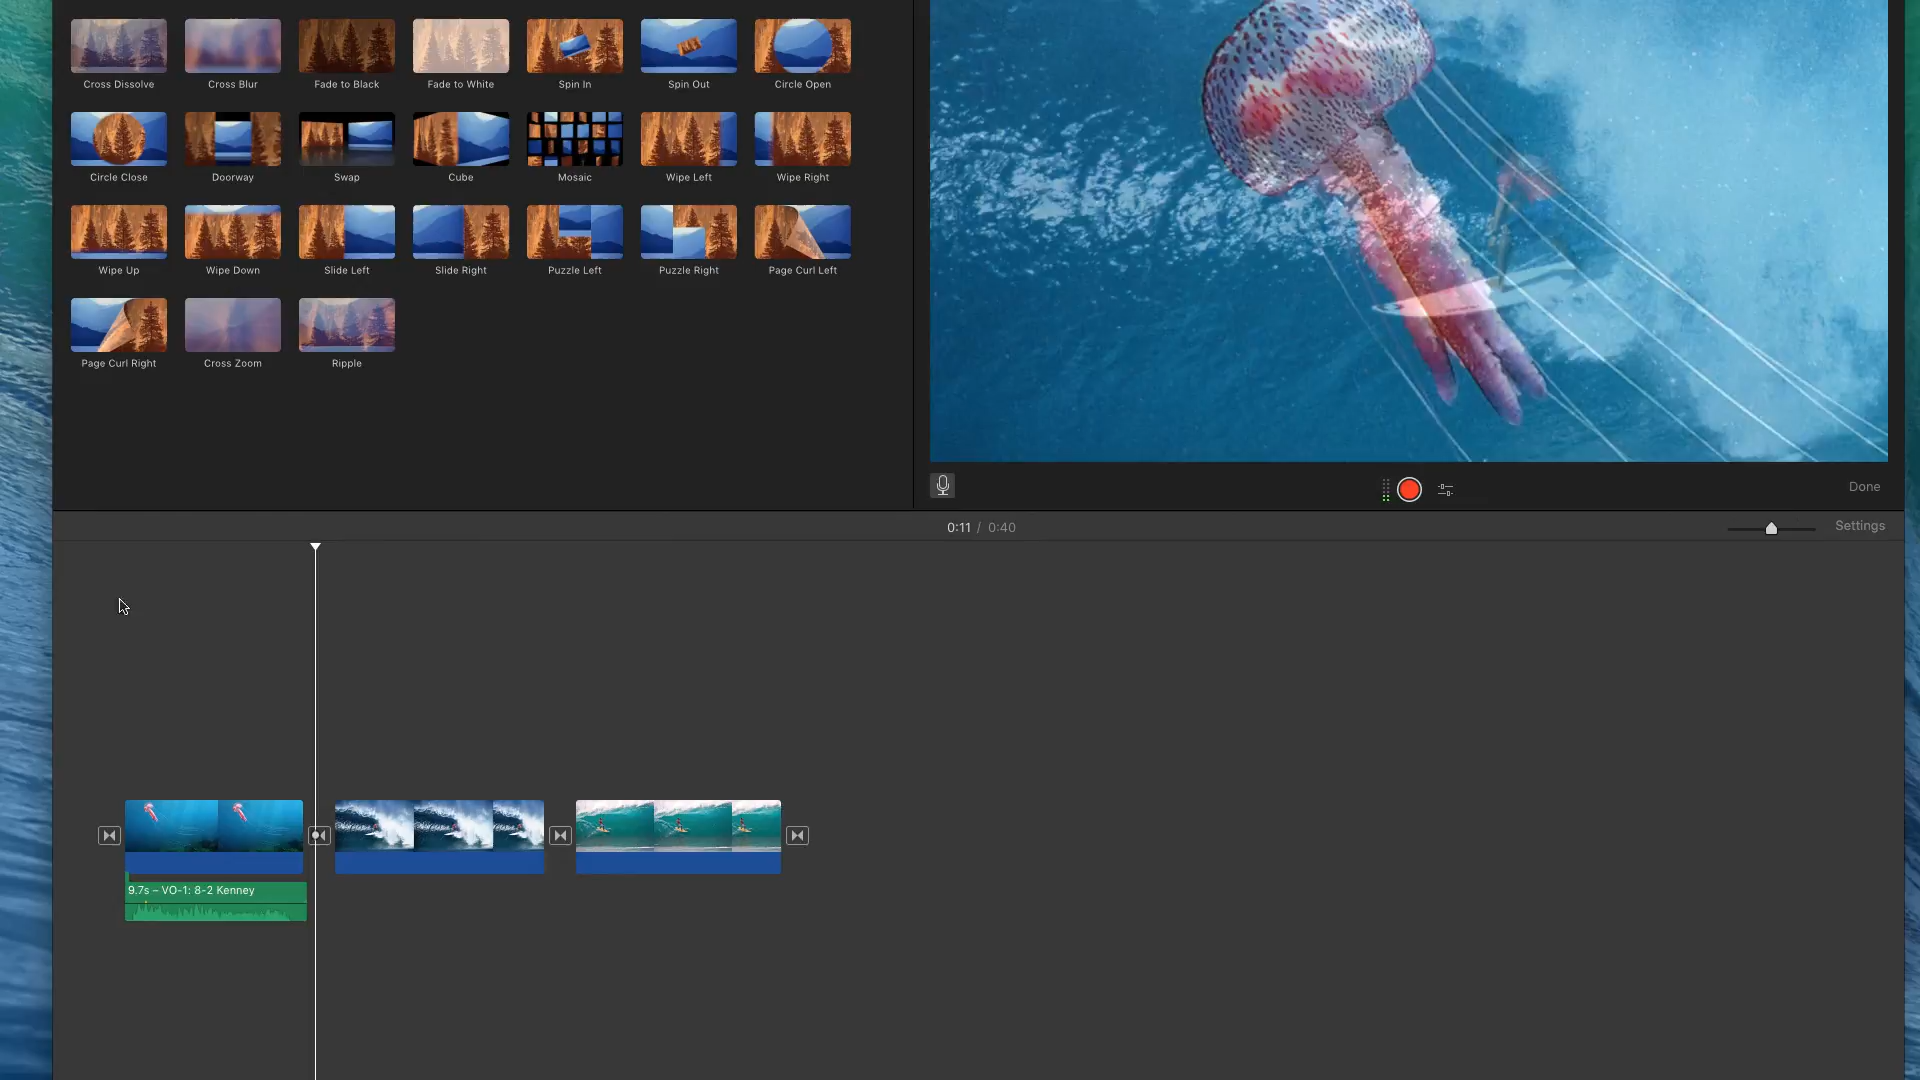 Cross Dissolve
Cross Blur
Fade to Black
Fade to White
Spin In
Spin Out
Circle Open
Circle Close
Doorway
Swap
Cube
Mosaic
Wipe Left
Wipe Right
Wipe Up
Wipe Down
Slide Left
Slide Right
Puzzle Left
Puzzle Right
Page Curl Left
Page Curl Right
Cross Zoom
Ripple
Done
0:11 / 0:40
Settings
9.7s – VO-1: 8-2 Kenney